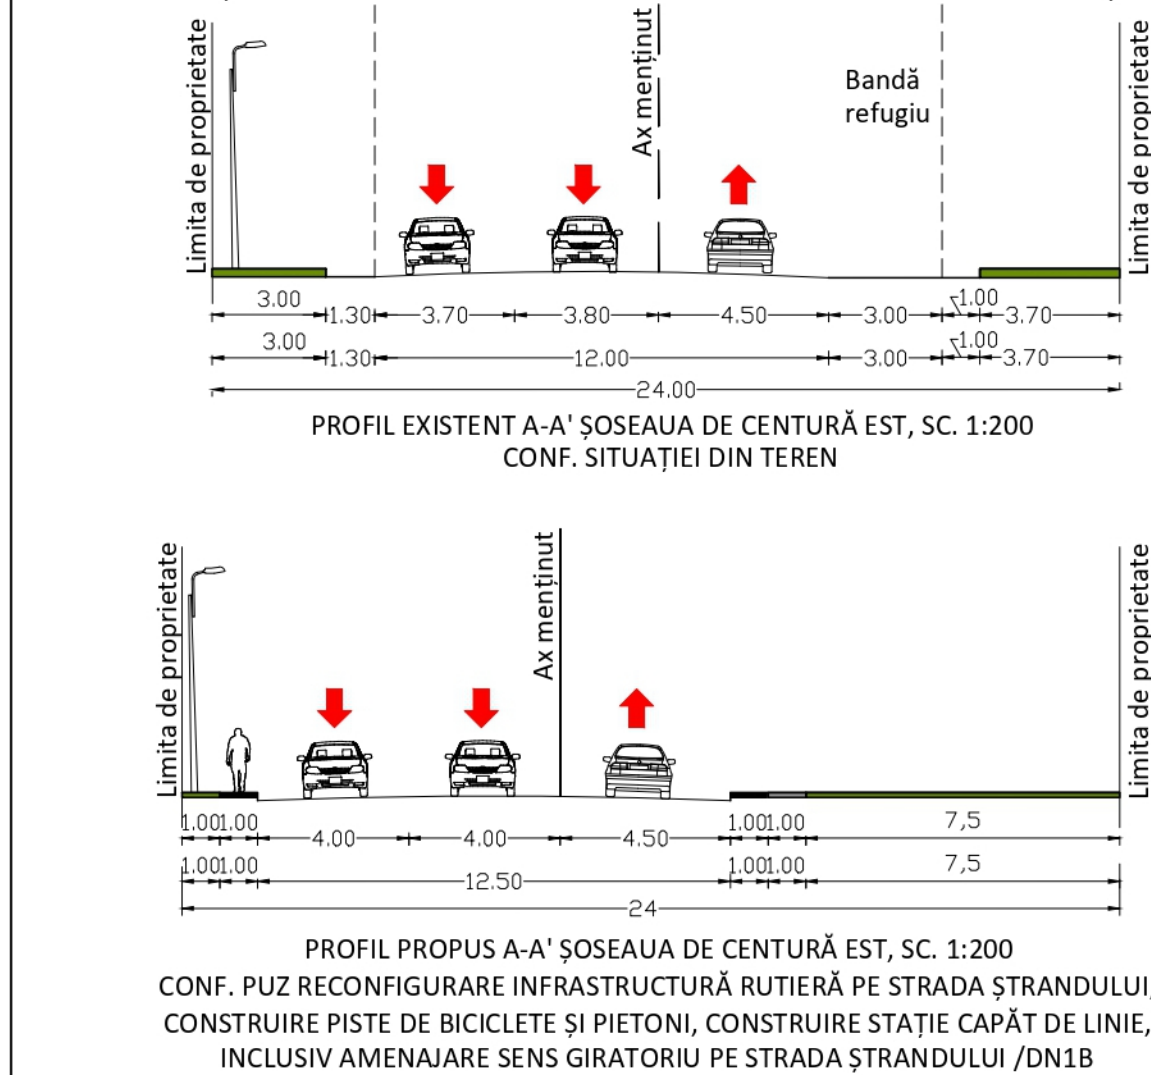 Limita de proprietate
Ax menținut
Bandă
refugiu
Limita de proprietate
3.00
1.30
3.70
3.80
4.50
3.00
1.00
3.70
3.00
1.30
12.00
3.00
1.00
3.70
24.00
PROFIL EXISTENT A-A' ȘOSEAUA DE CENTURĂ EST, SC. 1:200
CONF. SITUAȚIEI DIN TEREN
Limita de proprietate
Ax menținut
Limita de proprietate
1.00
1.00
4.00
4.00
4.50
1.00
1.00
7,5
1.00
1.00
12.50
1.00
1.00
7,5
24
PROFIL PROPUS A-A' ȘOSEAUA DE CENTURĂ EST, SC. 1:200
CONF. PUZ RECONFIGURARE INFRASTRUCTURĂ RUTIERĂ PE STRADA ȘTRANDULUI,
CONSTRUIRE PISTE DE BICICLETE ȘI PIETONI, CONSTRUIRE STAȚIE CAPĂT DE LINIE,
INCLUSIV AMENAJARE SENS GIRATORIU PE STRADA ȘTRANDULUI /DN1B